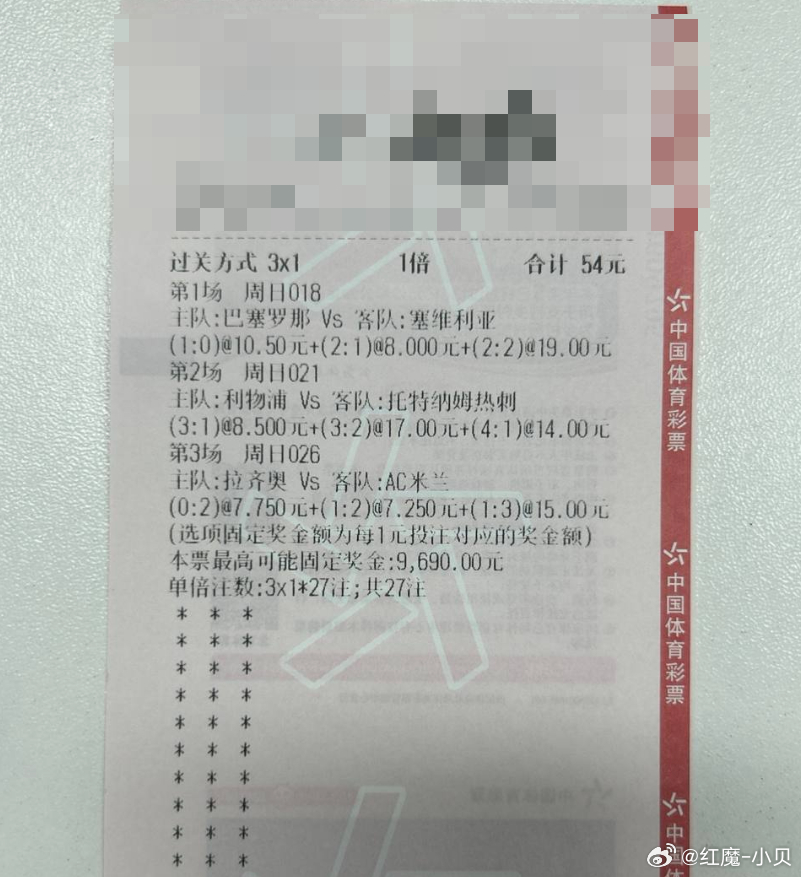 过关方式 3x1 1倍 合计 54元
第1场 周日018
主队:巴塞罗那 Vs 客队:塞维利亚
(1:0)@10.50元+(2:1)@8.000元+(2:2)@19.00元
第2场 周日021
主队:利物浦 Vs 客队:托特纳姆热刺
(3:1)@8.500元+(3:2)@17.00元+(4:1)@14.00元
第3场 周日026
主队:拉齐奥 Vs 客队:AC米兰
(0:2)@7.750元+(1:2)@7.250元+(1:3)@15.00元
(选项固定奖金额为每1元投注对应的奖金额)
本票最高可能固定奖金:9,690.00元
单倍注数:3x1*27注;共27注
* * *
* * *
* * *
* * *
* * *
* * *
* * *
* * *
* * *
* * *
中国体育彩票
中国体育彩票
中国体
@红魔-小贝